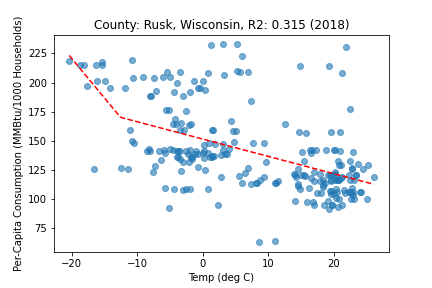 County: Rusk, Wisconsin, R2: 0.315 (2018)
Per-Capita Consumption (MMBtu/1000 Households)
225
200
175
150
125
100
75
−20 −10 0 10 20
Temp (deg C)